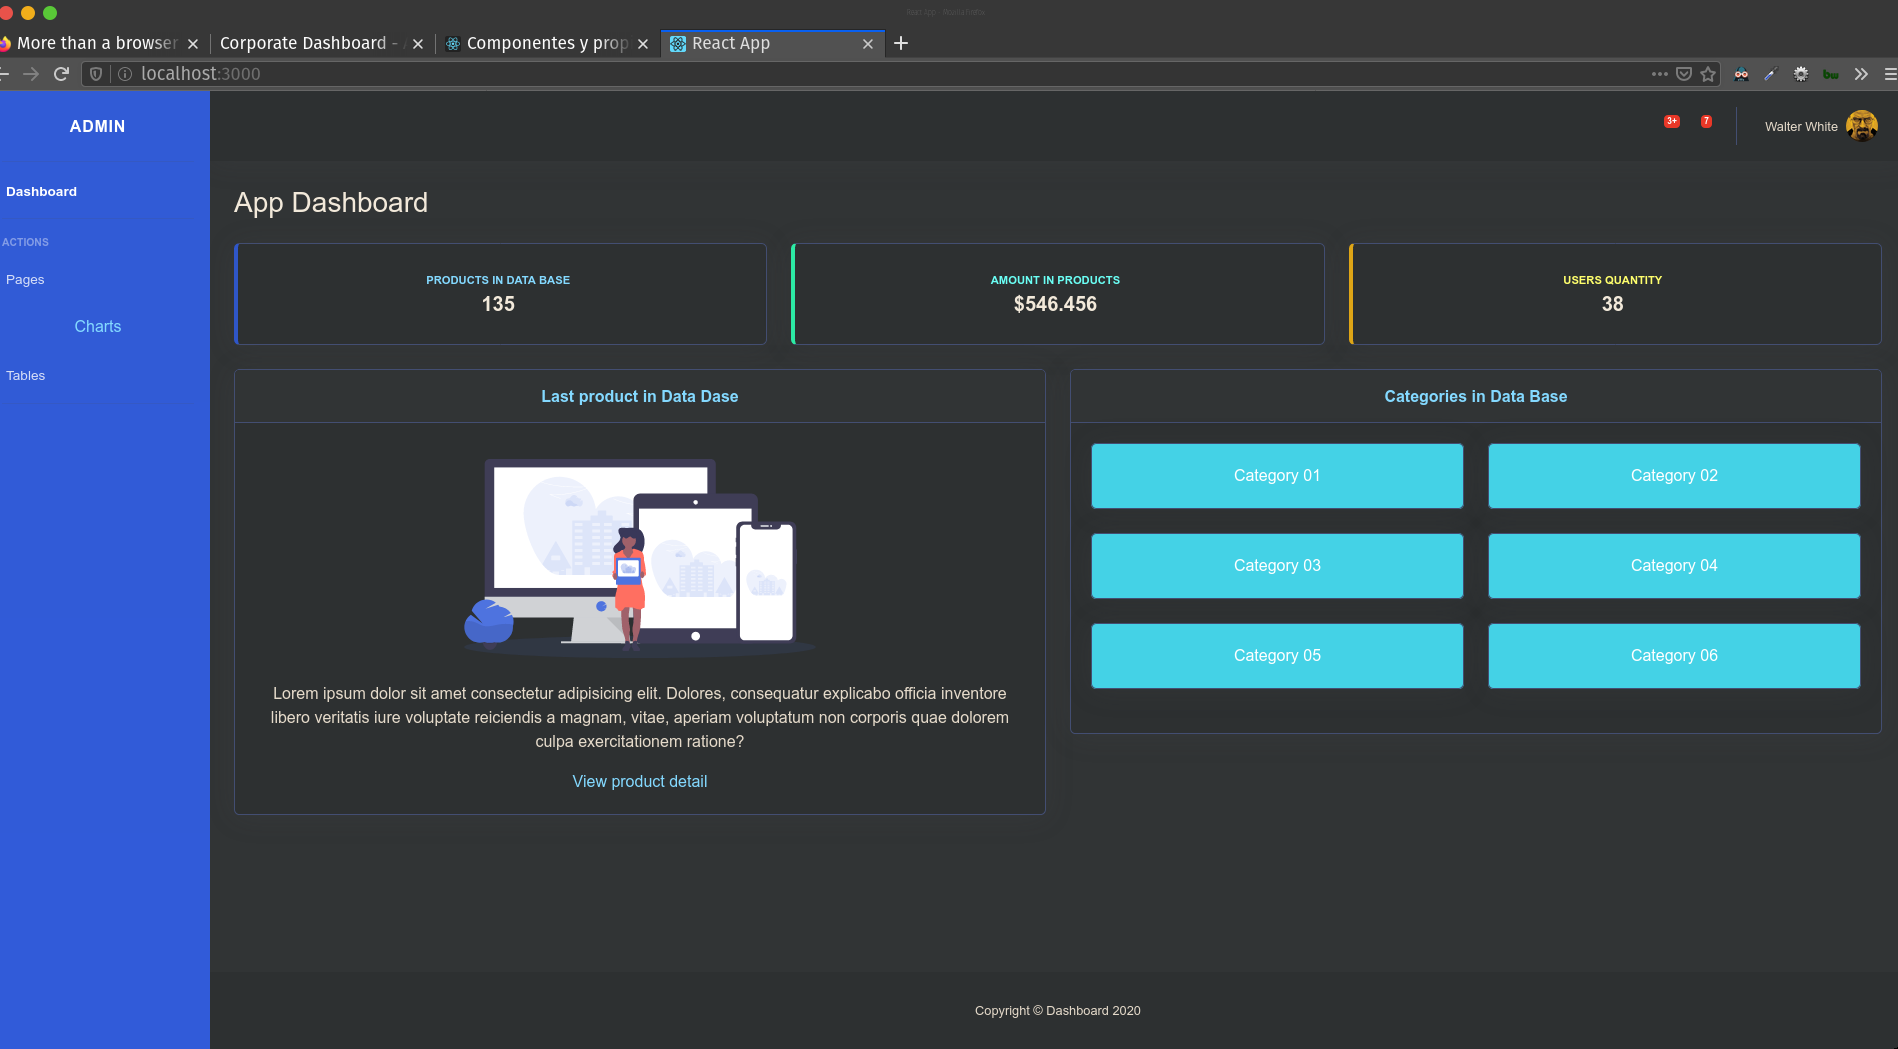 React App - Mozilla Firefox
More than a browser
Corporate Dashboard -
Componentes y prop
React App
localhost:3000
ADMIN
3+
7
Walter White
Dashboard
ACTIONS
Pages
Charts
Tables
App Dashboard
PRODUCTS IN DATA BASE
135
AMOUNT IN PRODUCTS
$546.456
USERS QUANTITY
38
Last product in Data Dase
Lorem ipsum dolor sit amet consectetur adipisicing elit. Dolores, consequatur explicabo officia inventore
libero veritatis iure voluptate reiciendis a magnam, vitae, aperiam voluptatum non corporis quae dolorem
culpa exercitationem ratione?
View product detail
Categories in Data Base
Category 01
Category 02
Category 03
Category 04
Category 05
Category 06
Copyright © Dashboard 2020